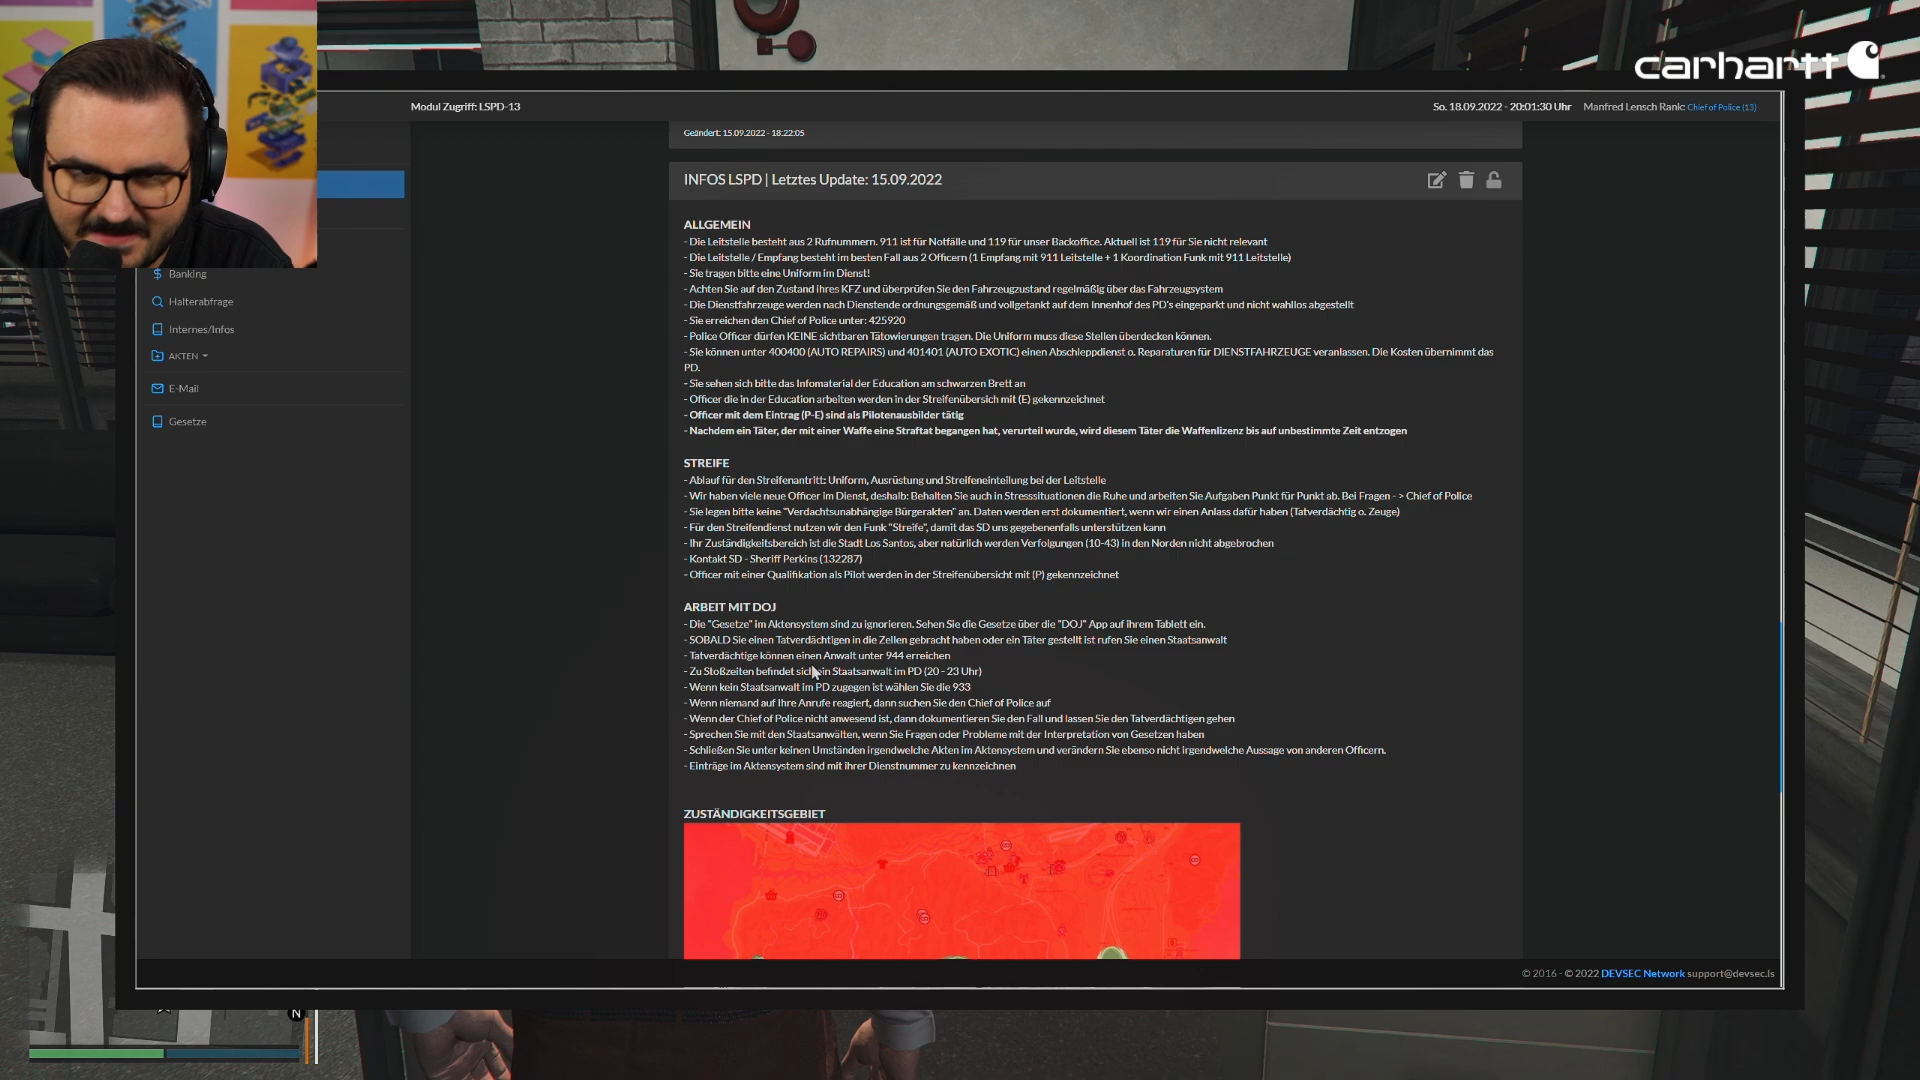 carhartt
Modul Zugriff: LSPD-13
So. 18.09.2022 - 20:01:30 Uhr
Manfred Lensch Rank: Chief of Police (13)
Banking
Halterabfrage
Internes/Infos
AKTEN
E-Mail
Gesetze
Geändert: 15.09.2022 - 18:22:05
INFOS LSPD | Letztes Update: 15.09.2022
ALLGEMEIN
- Die Leitstelle besteht aus 2 Rufnummern. 911 ist für Notfälle und 119 für unser Backoffice. Aktuell ist 119 für Sie nicht relevant
- Die Leitstelle / Empfang besteht im besten Fall aus 2 Officern (1 Empfang mit 911 Leitstelle + 1 Koordination Funk mit 911 Leitstelle)
- Sie tragen bitte eine Uniform im Dienst!
- Achten Sie auf den Zustand ihres KFZ und überprüfen Sie den Fahrzeugzustand regelmäßig über das Fahrzeugsystem
- Die Dienstfahrzeuge werden nach Dienstende ordnungsgemäß und vollgetankt auf dem Innenhof des PD's eingeparkt und nicht wahllos abgestellt
- Sie erreichen den Chief of Police unter: 425920
- Police Officer dürfen KEINE sichtbaren Tätowierungen tragen. Die Uniform muss diese Stellen überdecken können.
- Sie können unter 400400 (AUTO REPAIRS) und 401401 (AUTO EXOTIC) einen Abschleppdienst o. Reparaturen für DIENSTFAHRZEUGE veranlassen. Die Kosten übernimmt das
PD.
- Sie sehen sich bitte das Infomaterial der Education am schwarzen Brett an
- Officer die in der Education arbeiten werden in der Streifenübersich mit (E) gekennzeichnet
- Officer mit dem Eintrag (P-E) sind als Pilotenausbilder tätig
- Nachdem ein Täter, der mit einer Waffe eine Straftat begangen hat, verurteil wurde, wird diesem Täter die Waffenlizenz bis auf unbestimmte Zeit entzogen
STREIFE
- Ablauf für den Streifenantritt: Uniform, Ausrüstung und Streifeneinteilung bei der Leitstelle
- Wir haben viele neue Officer im Dienst, deshalb: Behalten Sie auch in Stresssituationen die Ruhe und arbeiten Sie Aufgaben Punkt für Punkt ab. Bei Fragen - > Chief of Police
- Sie legen bitte keine "Verdachtsunabhängige Bürgerakten" an. Daten werden erst dokumentiert, wenn wir einen Anlass dafür haben (Tatverdächtig o. Zeuge)
- Für den Streifendienst nutzen wir den Funk "Streife", damit das SD uns gegebenenfalls unterstützen kann
- Ihr Zuständigkeitsbereich ist die Stadt Los Santos, aber natürlich werden Verfolgungen (10-43) in den Norden nicht abgebrochen
- Kontakt SD - Sheriff Perkins (132287)
- Officer mit einer Qualifikation als Pilot werden in der Streifenübersicht mit (P) gekennzeichnet
ARBEIT MIT DOJ
- Die "Gesetze" im Aktensystem sind zu ignorieren. Sehen Sie die Gesetze über die "DOJ" App auf ihrem Tablett ein.
- SOBALD Sie einen Tatverdächtigen in die Zellen gebracht haben oder ein Täter gestellt ist rufen Sie einen Staatsanwalt
- Tatverdächtige können einen Anwalt unter 944 erreichen
- Zu Stoßzeiten befindet sich ein Staatsanwalt im PD (20 - 23 Uhr)
- Wenn kein Staatsanwalt im PD zugegen ist wählen Sie die 933
- Wenn niemand auf Ihre Anrufe reagiert, dann suchen Sie den Chief of Police auf
- Wenn der Chief of Police nicht anwesend ist, dann dokumentieren Sie den Fall und lassen Sie den Tatverdächtigen gehen
- Sprechen Sie mit den Staatsanwälten, wenn Sie Fragen oder Probleme mit der Interpretation von Gesetzen haben
- Schließen Sie unter keinen Umständen irgendwelche Akten im Aktensystem und verändern Sie ebenso nicht irgendwelche Aussage von anderen Officern.
- Einträge im Aktensystem sind mit ihrer Dienstnummer zu kennzeichnen
ZUSTÄNDIGKEITSGEBIET
© 2016 - © 2022 DEVSEC Network support@devsec.ls
N